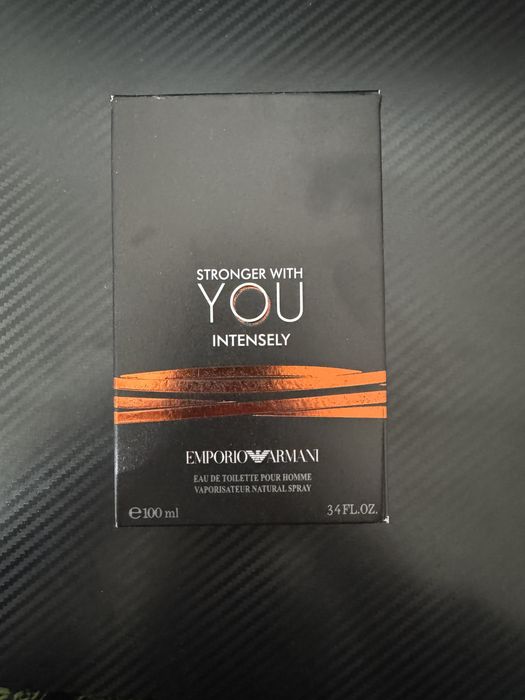 STRONGER WITH
YOU
INTENSELY
EMPORIO ARMANI
EAU DE TOILETTE POUR HOMME
VAPORISATEUR NATURAL SPRAY
℮100 ml
3.4 FL.OZ.